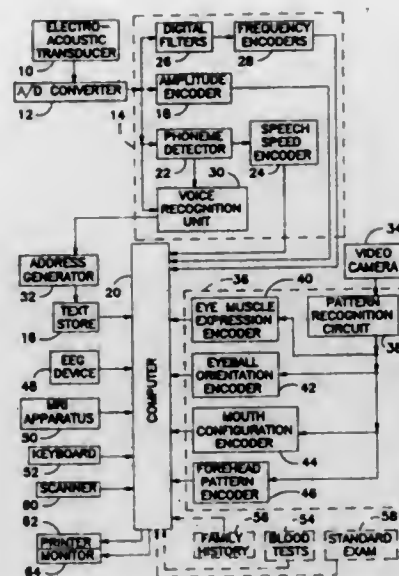 ELECTRO-
ACOUSTIC
TRANSDUCER
10
A/D CONVERTER
12
14
DIGITAL
FILTERS
26
FREQUENCY
ENCODERS
28
AMPLITUDE
ENCODER
PHONEME
DETECTOR
22
SPEECH
SPEED
ENCODER
24
30
VOICE
RECOGNITION
UNIT
ADDRESS
GENERATOR
32
20
TEXT
STORE
EEG
DEVICE
MRI
APPARATUS
50
KEYBOARD
52
SCANNER
60
62
PRINTER
MONITOR
64
COMPUTER
34
VIDEO
CAMERA
36
40
EYE MUSCLE
EXPRESSION
ENCODER
PATTERN
RECOGNITION
CIRCUIT
38
EYEBALL
ORIENTATION
ENCODER
42
MOUTH
CONFIGURATION
ENCODER
44
FOREHEAD
PATTERN
ENCODER
46
56
54
58
FAMILY
HISTORY
BLOOD
TESTS
STANDARD
EXAM